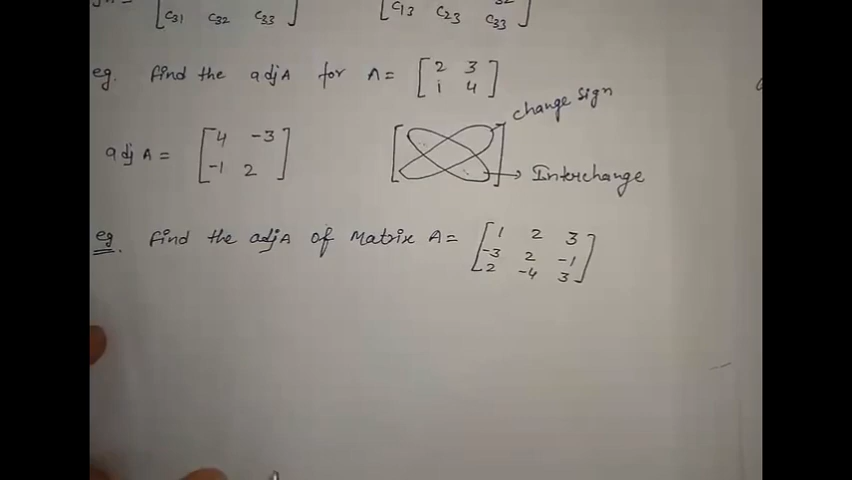 [c31 c32 c33] [c13 c23 c33]
eg. Find the adjA for A = [2 3
1 4]
change sign
adj A = [4 -3
-1 2]
Interchange
eg. Find the adjA of Matrix A = [1 2 3
-3 2 -1
2 -4 3]